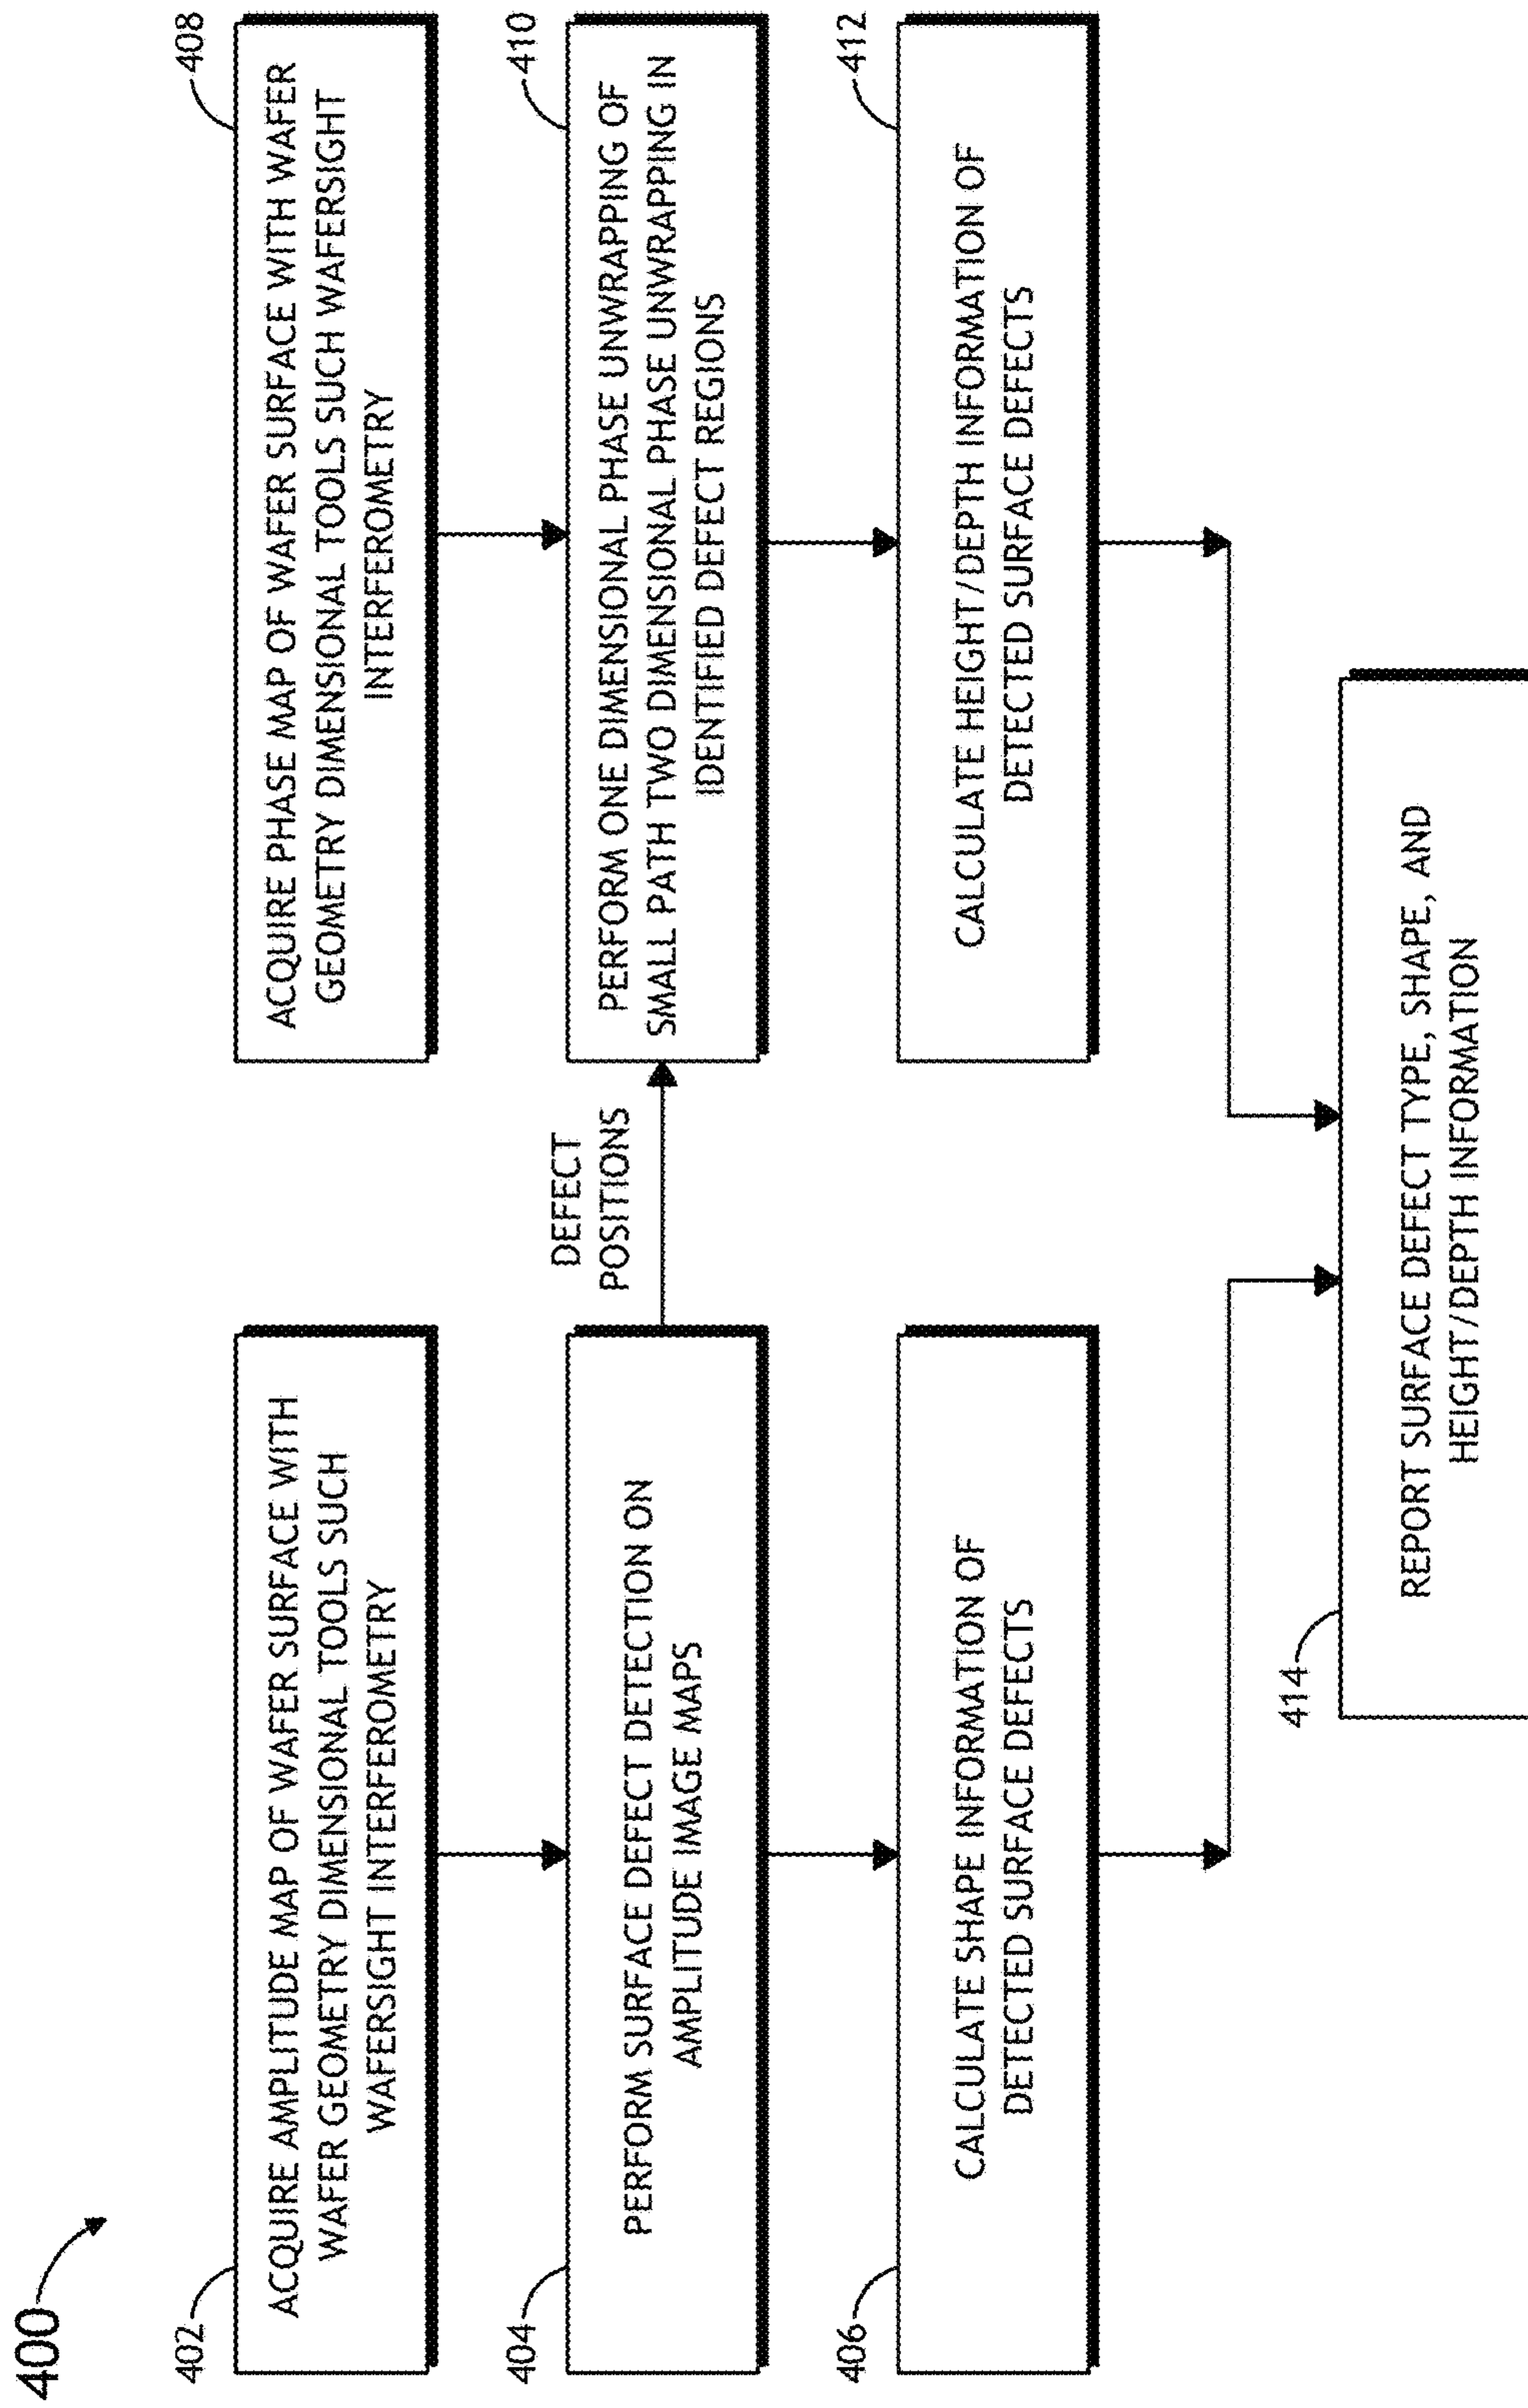 400
402
ACQUIRE AMPLITUDE MAP OF WAFER SURFACE WITH
WAFER GEOMETRY DIMENSIONAL TOOLS SUCH
WAFERSIGHT INTERFEROMETRY
408
ACQUIRE PHASE MAP OF WAFER SURFACE WITH WAFER
GEOMETRY DIMENSIONAL TOOLS SUCH WAFERSIGHT
INTERFEROMETRY
404
PERFORM SURFACE DEFECT DETECTION ON
AMPLITUDE IMAGE MAPS
DEFECT
POSITIONS
410
PERFORM ONE DIMENSIONAL PHASE UNWRAPPING OF
SMALL PATH TWO DIMENSIONAL PHASE UNWRAPPING IN
IDENTIFIED DEFECT REGIONS
406
CALCULATE SHAPE INFORMATION OF
DETECTED SURFACE DEFECTS
412
CALCULATE HEIGHT/DEPTH INFORMATION OF
DETECTED SURFACE DEFECTS
414
REPORT SURFACE DEFECT TYPE, SHAPE, AND
HEIGHT/DEPTH INFORMATION